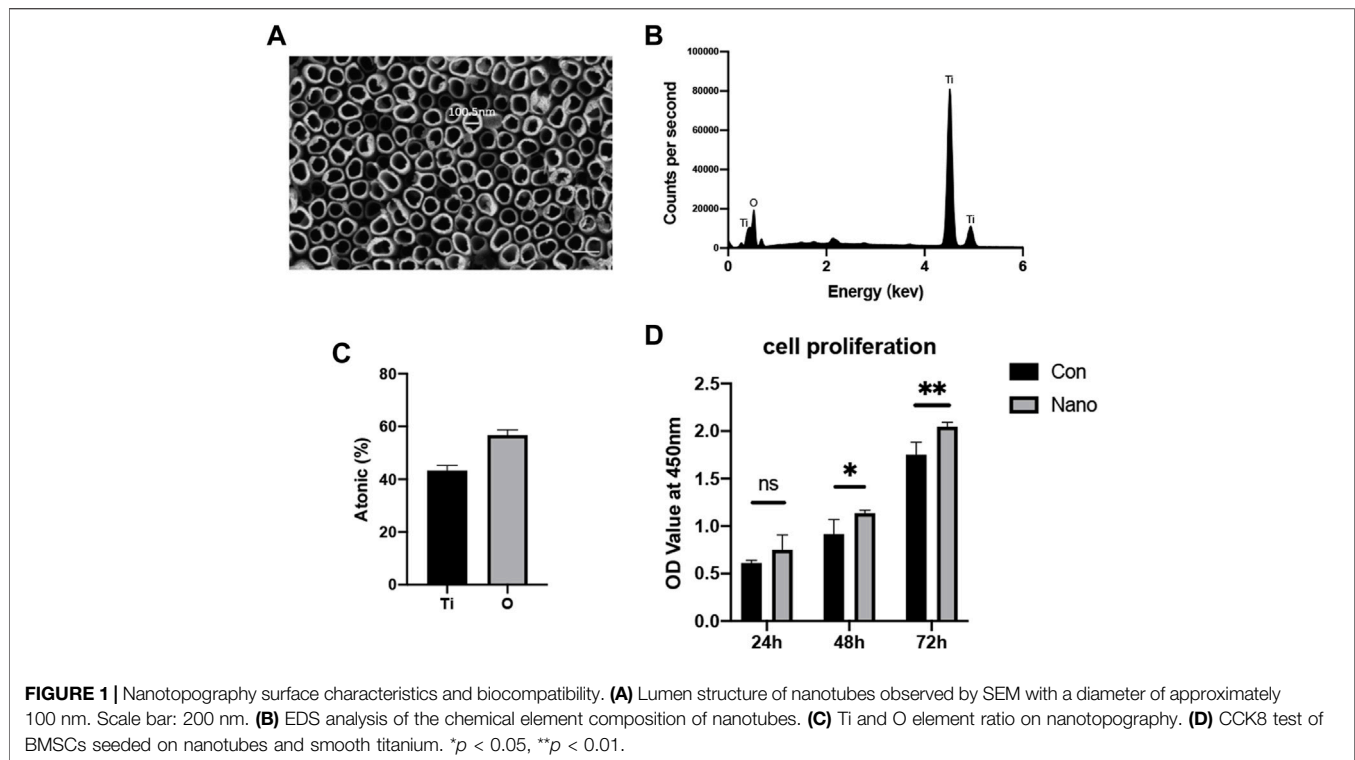 A
100.5nm
B
100000
80000
60000
40000
20000
0
Counts per second
Ti
O
Ti
Ti
0 2 4 6
Energy (kev)
C
80
60
40
20
0
Atonic (%)
Ti O
D
cell proliferation
Con
Nano
2.5
2.0
1.5
1.0
0.5
0.0
OD Value at 450nm
ns
*
**
24h 48h 72h
FIGURE 1 | Nanotopography surface characteristics and biocompatibility. (A) Lumen structure of nanotubes observed by SEM with a diameter of approximately
100 nm. Scale bar: 200 nm. (B) EDS analysis of the chemical element composition of nanotubes. (C) Ti and O element ratio on nanotopography. (D) CCK8 test of
BMSCs seeded on nanotubes and smooth titanium. *p < 0.05, **p < 0.01.